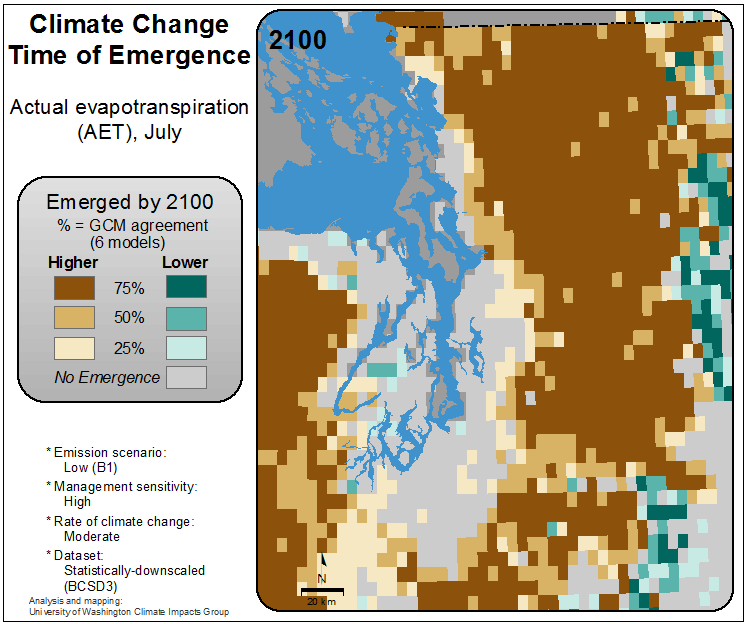 Climate Change
Time of Emergence
Actual evapotranspiration
(AET), July
Emerged by 2100
% = GCM agreement
(6 models)
Higher Lower
75%
50%
25%
No Emergence
* Emission scenario:
Low (B1)
* Management sensitivity:
High
* Rate of climate change:
Moderate
* Dataset:
Statistically-downscaled
(BCSD3)
Analysis and mapping:
University of Washington Climate Impacts Group
2100
N
20 km